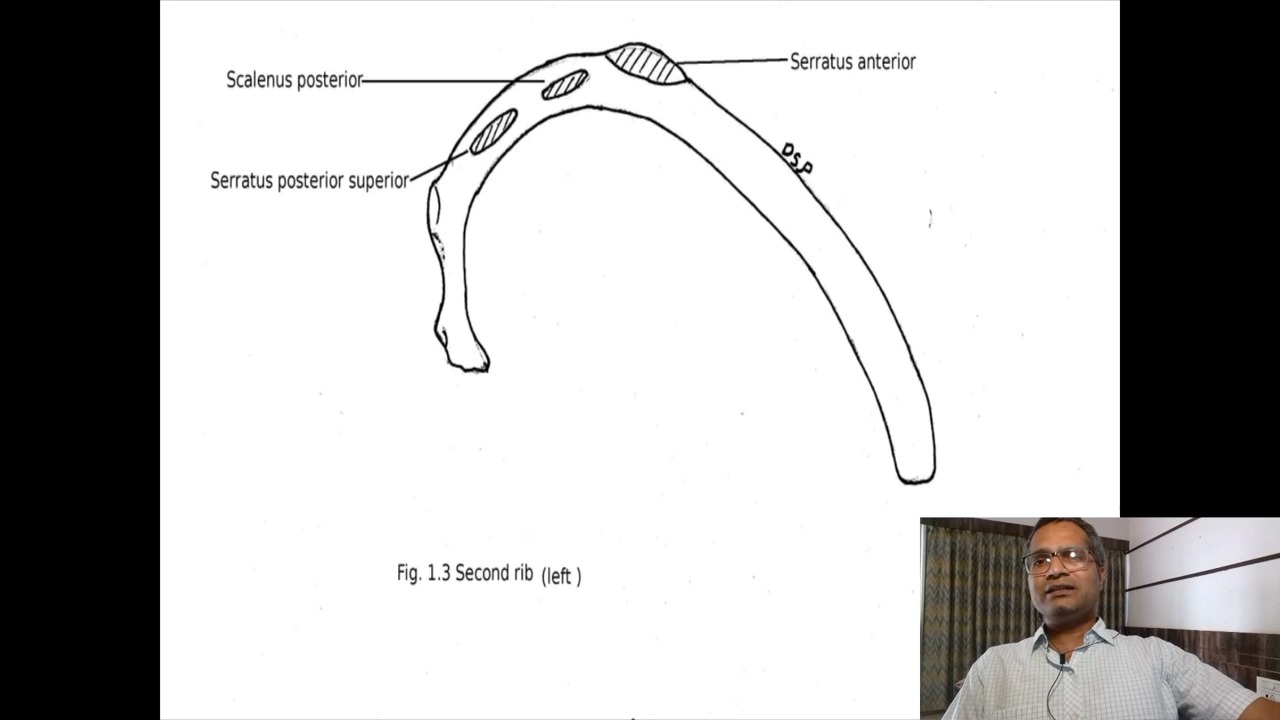 Scalenus posterior
Serratus anterior
DSP
Serratus posterior superior
Fig. 1.3 Second rib (left )